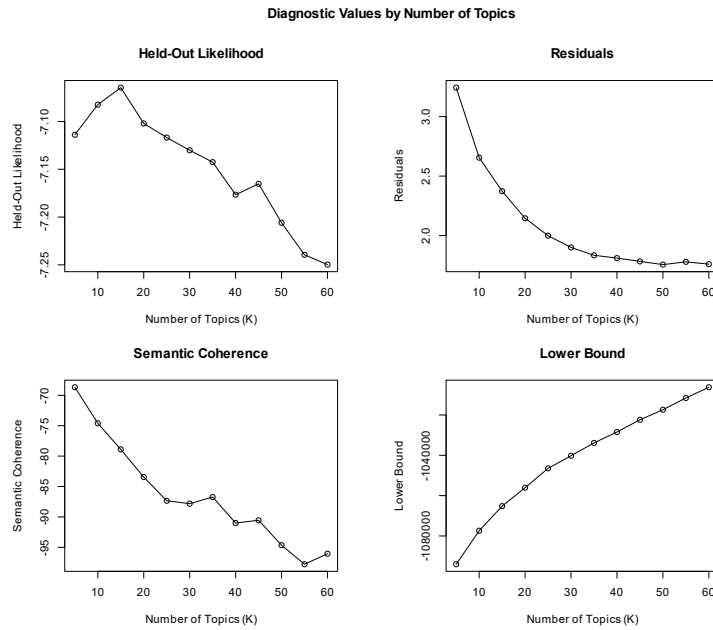 Diagnostic Values by Number of Topics
Held-Out Likelihood
Held-Out Likelihood
-7.10
-7.15
-7.20
-7.25
10 20 30 40 50 60
Number of Topics (K)
Residuals
Residuals
3.0
2.5
2.0
10 20 30 40 50 60
Number of Topics (K)
Semantic Coherence
Semantic Coherence
-70
-75
-80
-85
-90
-95
10 20 30 40 50 60
Number of Topics (K)
Lower Bound
Lower Bound
-1040000
-1080000
10 20 30 40 50 60
Number of Topics (K)